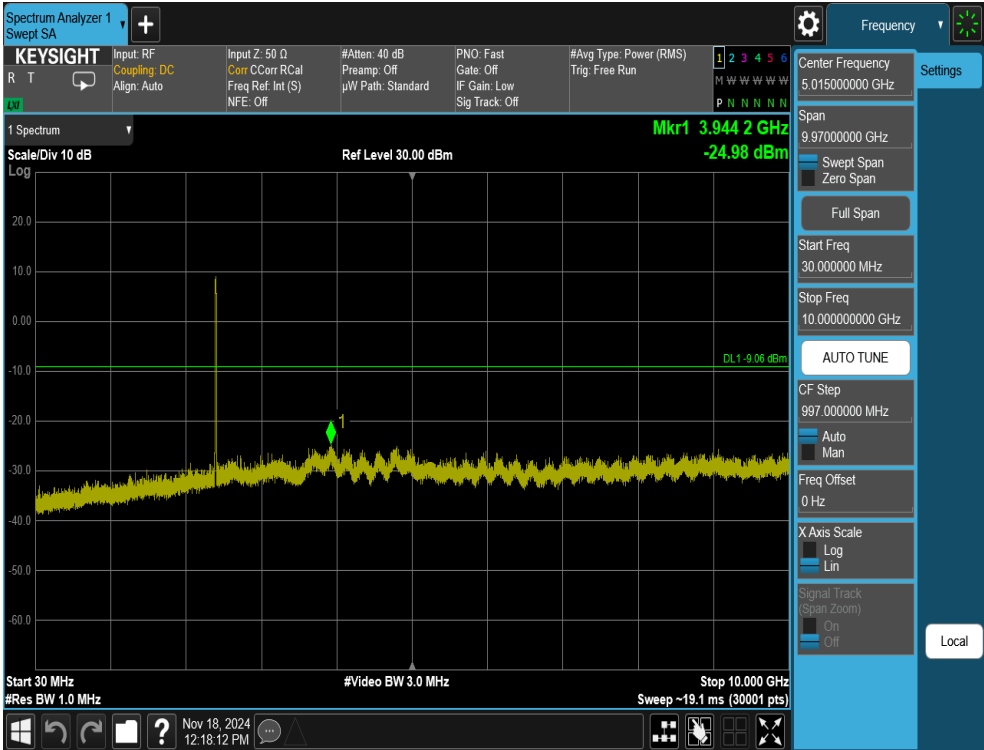 Spectrum Analyzer 1
Swept SA
+
KEYSIGHT
R T
LXI
Input: RF
Coupling: DC
Align: Auto
Input Z: 50 Ω
Corr CCorr RCal
Freq Ref: Int (S)
NFE: Off
#Atten: 40 dB
Preamp: Off
µW Path: Standard
PNO: Fast
Gate: Off
IF Gain: Low
Sig Track: Off
#Avg Type: Power (RMS)
Trig: Free Run
1 2 3 4 5 6
M W W W W W
P N N N N N
1 Spectrum
Scale/Div 10 dB
Log
Ref Level 30.00 dBm
Mkr1 3.944 2 GHz
-24.98 dBm
20.0
10.0
0.00
DL1 -9.06 dBm
-10.0
1
-20.0
-30.0
-40.0
-50.0
-60.0
Start 30 MHz
#Video BW 3.0 MHz
Stop 10.000 GHz
#Res BW 1.0 MHz
Sweep ~19.1 ms (30001 pts)
?
Nov 18, 2024
12:18:12 PM
Frequency
Settings
Center Frequency
5.015000000 GHz
Span
9.97000000 GHz
Swept Span
Zero Span
Full Span
Start Freq
30.000000 MHz
Stop Freq
10.000000000 GHz
AUTO TUNE
CF Step
997.000000 MHz
Auto
Man
Freq Offset
0 Hz
X Axis Scale
Log
Lin
Signal Track
(Span Zoom)
On
Off
Local